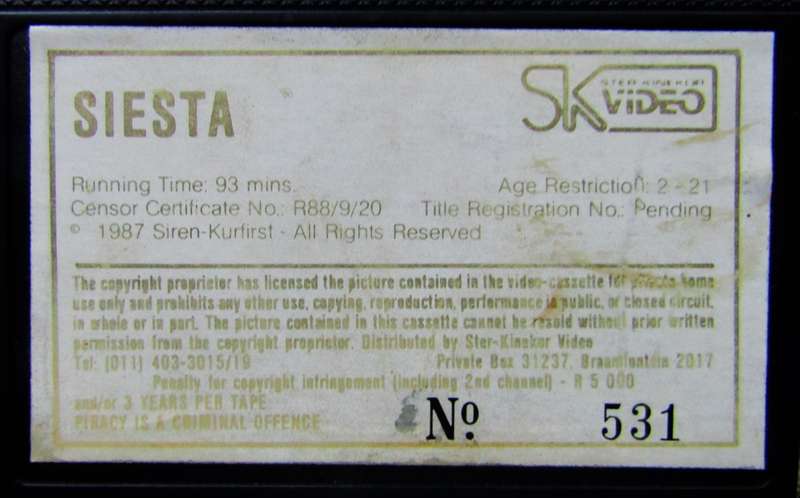 SIESTA
SK STER-KINEKOR VIDEO
Running Time: 93 mins.
Age Restriction: 2 - 21
Censor Certificate No.: R88/9/20
Title Registration No.: Pending
© 1987 Siren-Kurfirst - All Rights Reserved
The copyright proprietor has licensed the picture contained in the video-cassette for private home
use only and prohibits any other use, copying, reproduction, performance in public, or closed circuit,
in whole or in part. The picture contained in this cassette cannot be resold without prior written
permission from the copyright proprietor. Distributed by Ster-Kinekor Video
Tel: (011) 403-3015/19
Private Box 31237, Braamfontein 2017
Penalty for copyright infringement (including 2nd channel) - R 5 000
and/or 3 YEARS PER TAPE
PIRACY IS A CRIMINAL OFFENCE
Nº 531